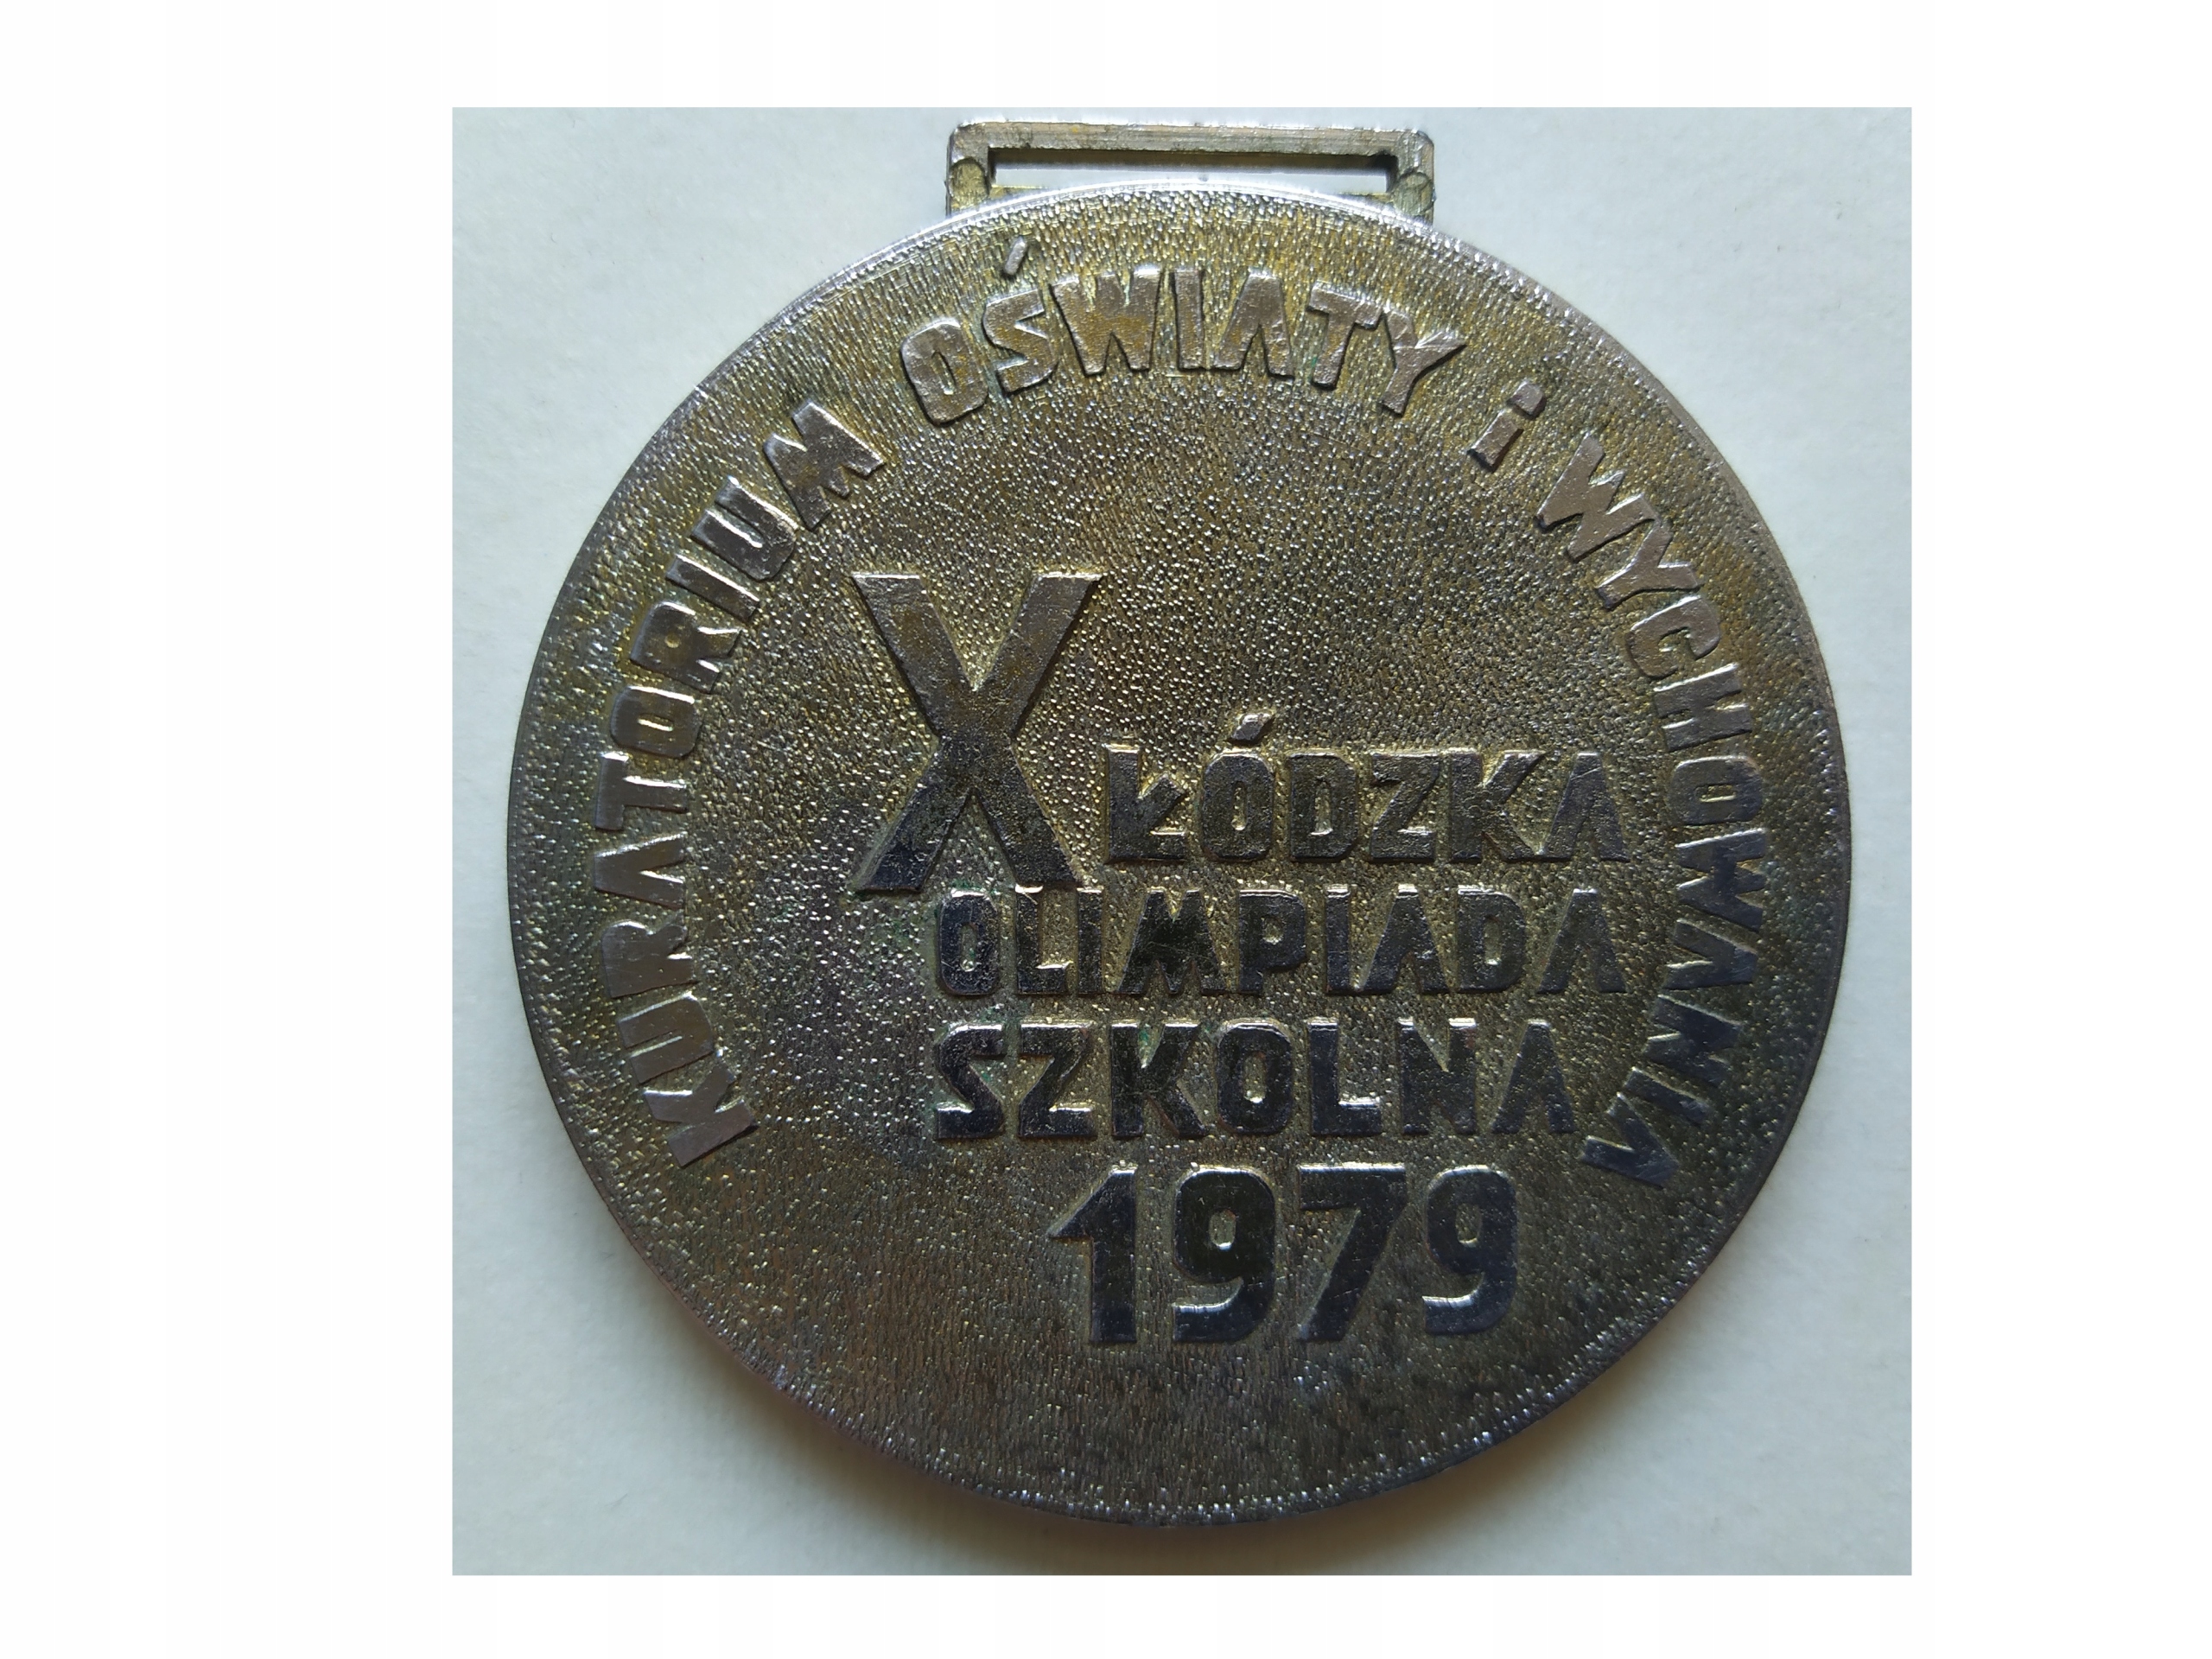 KURATORIUM OŚWIATY i WYCHOWANIA
X ŁÓDZKA
OLIMPIADA
SZKOLNA
1979